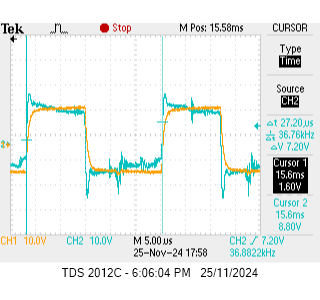 Tek Stop M Pos: 15.58ms CURSOR
Type
Time
Source
CH2
Δt 27.20µs
1/Δt 36.76kHz
ΔV 7.20V
2
Cursor 1
15.6ms
1.60V
Cursor 2
15.6ms
8.80V
CH1 10.0V CH2 10.0V M 5.00µs CH2 7.20V
25-Nov-24 17:58 36.8822kHz
TDS 2012C - 6:06:04 PM 25/11/2024